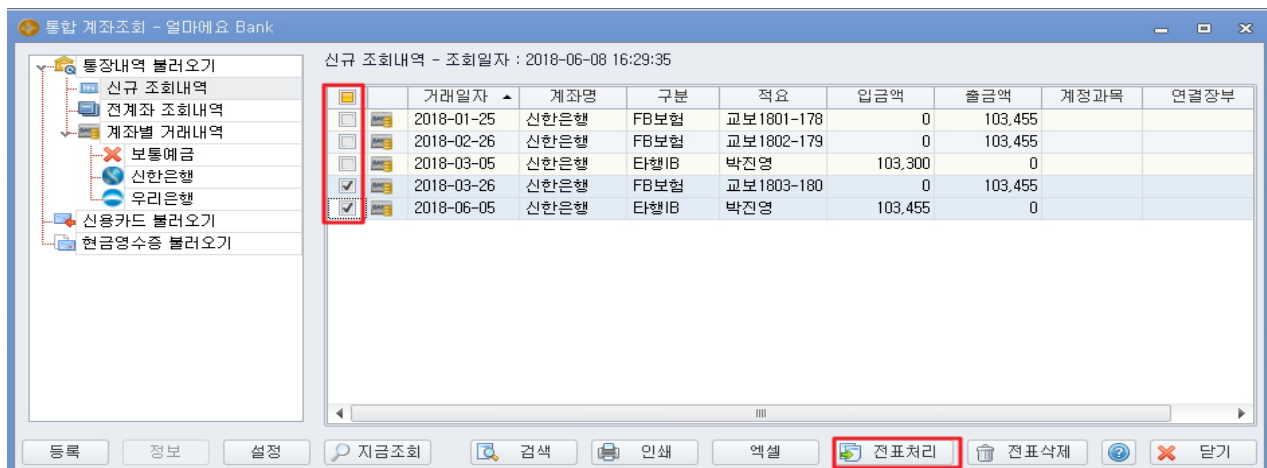 통합 계좌조회 - 얼마에요 Bank
통장내역 불러오기
신규 조회내역
전계좌 조회내역
계좌별 거래내역
보통예금
신한은행
우리은행
신용카드 불러오기
현금영수증 불러오기
신규 조회내역 - 조회일자 : 2018-06-08 16:29:35
거래일자 계좌명 구분 적요 입금액 출금액 계정과목 연결장부
2018-01-25 신한은행 FB보험 교보1801-178 0 103,455
2018-02-26 신한은행 FB보험 교보1802-179 0 103,455
2018-03-05 신한은행 타행IB 박진영 103,300 0
2018-03-26 신한은행 FB보험 교보1803-180 0 103,455
2018-06-05 신한은행 타행IB 박진영 103,455 0
등록 정보 설정 지금조회 검색 인쇄 엑셀 전표처리 전표삭제 ? 닫기